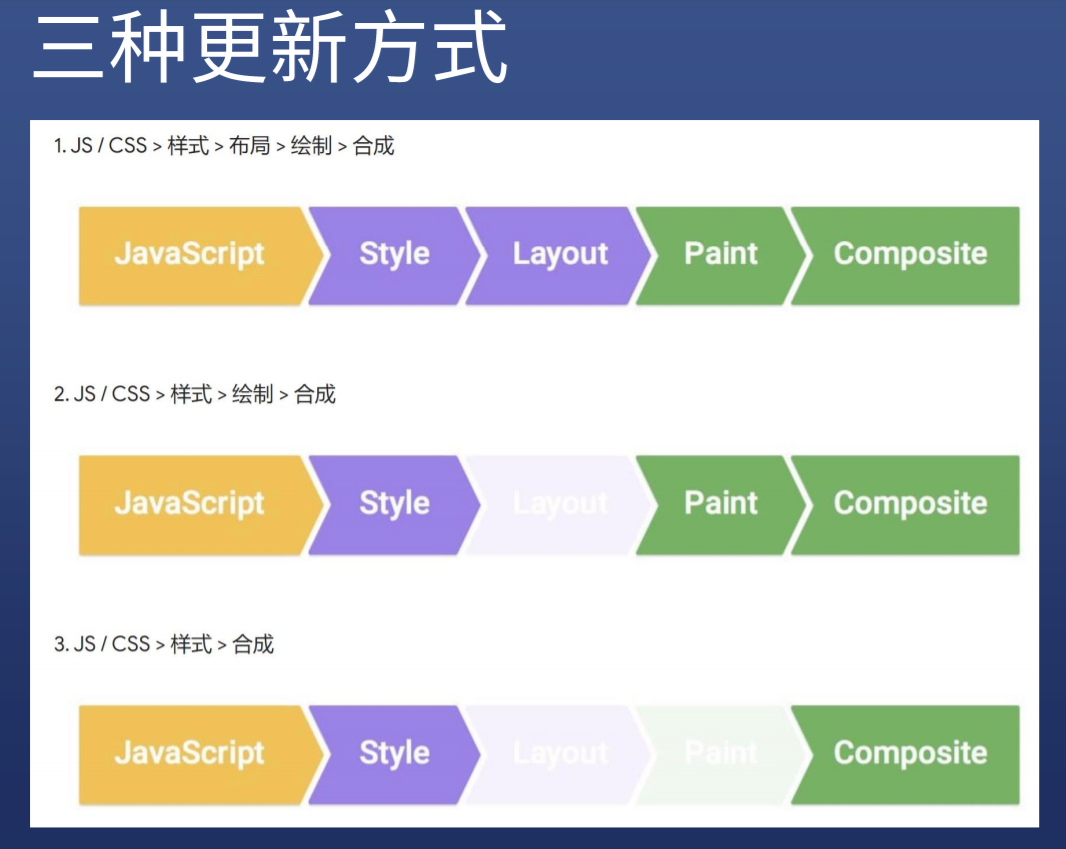 三种更新方式
1. JS / CSS > 样式 > 布局 > 绘制 > 合成
JavaScript Style Layout Paint Composite
2. JS / CSS > 样式 > 绘制 > 合成
JavaScript Style Layout Paint Composite
3. JS / CSS > 样式 > 合成
JavaScript Style Layout Paint Composite